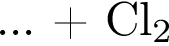 ... + Cl₂